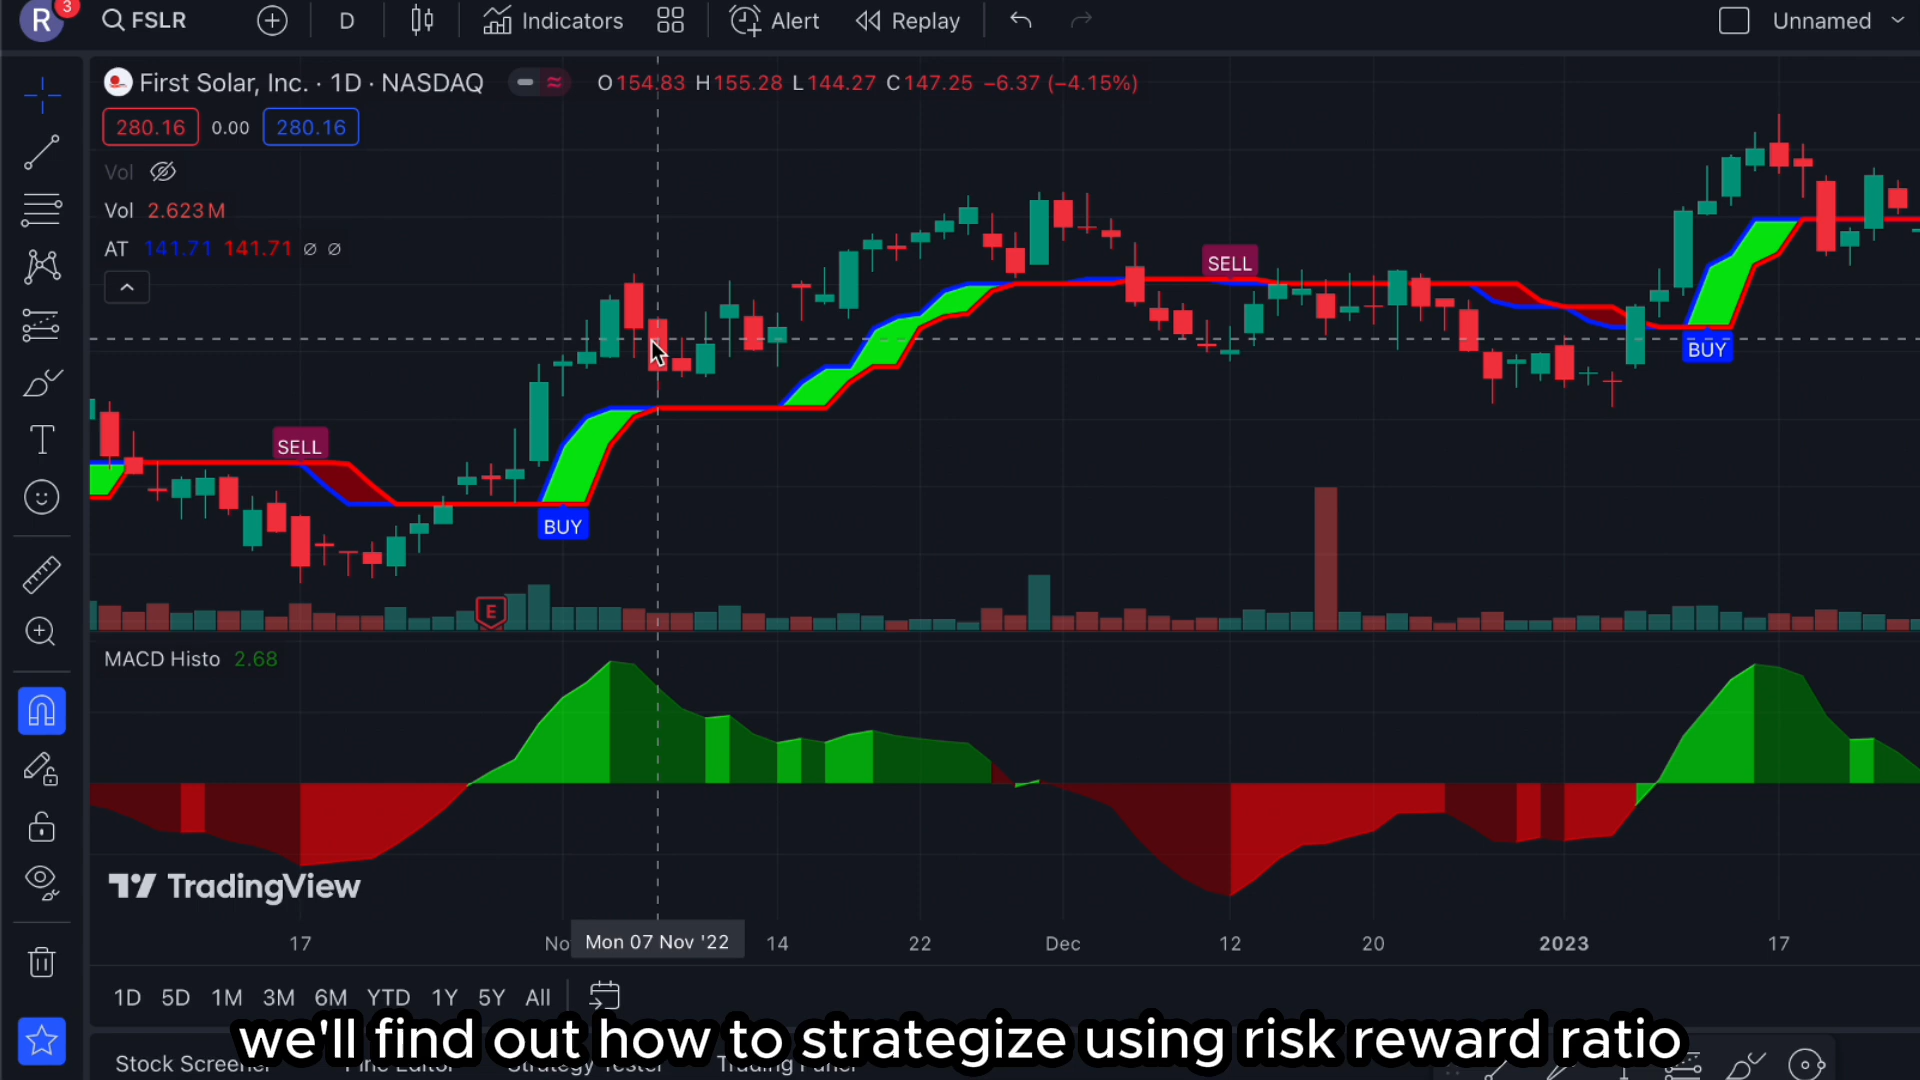 R 3 FSLR D Indicators Alert Replay Unnamed
First Solar, Inc. · 1D · NASDAQ O154.83 H155.28 L144.27 C147.25 −6.37 (−4.15%)
280.16 0.00 280.16
Vol
Vol 2.623M
AT 141.71 141.71 ∅ ∅
SELL
BUY
SELL
BUY
E
MACD Histo 2.68
TradingView
17 No Mon 07 Nov '22 14 22 Dec 12 20 2023 17
1D 5D 1M 3M 6M YTD 1Y 5Y All
we'll find out how to strategize using risk reward ratio
Stock Screener